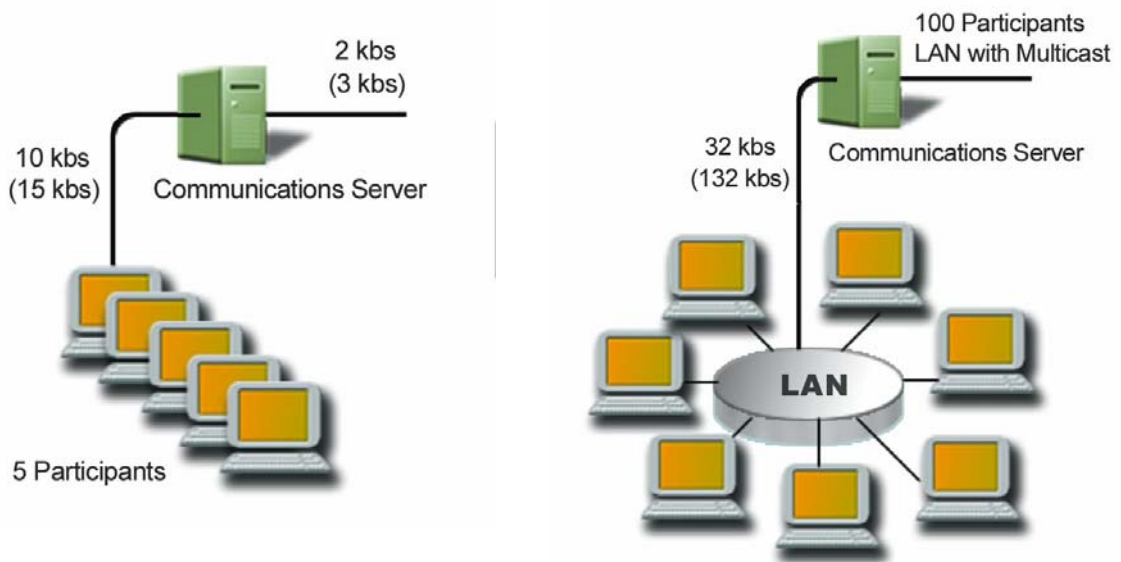 2 kbs
(3 kbs)
10 kbs
(15 kbs)
Communications Server
5 Participants
100 Participants
LAN with Multicast
32 kbs
(132 kbs)
Communications Server
LAN